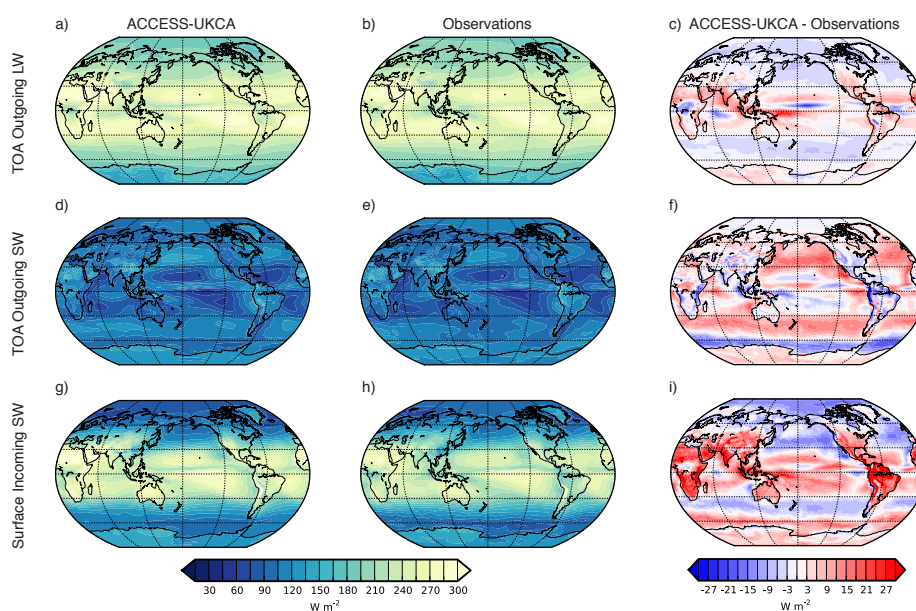 a) ACCESS-UKCA b) Observations c) ACCESS-UKCA - Observations
TOA Outgoing LW
d) e) f)
TOA Outgoing SW
g) h) i)
Surface Incoming SW
30 60 90 120 150 180 210 240 270 300
W m-2
-27 -21 -15 -9 -3 3 9 15 21 27
W m-2